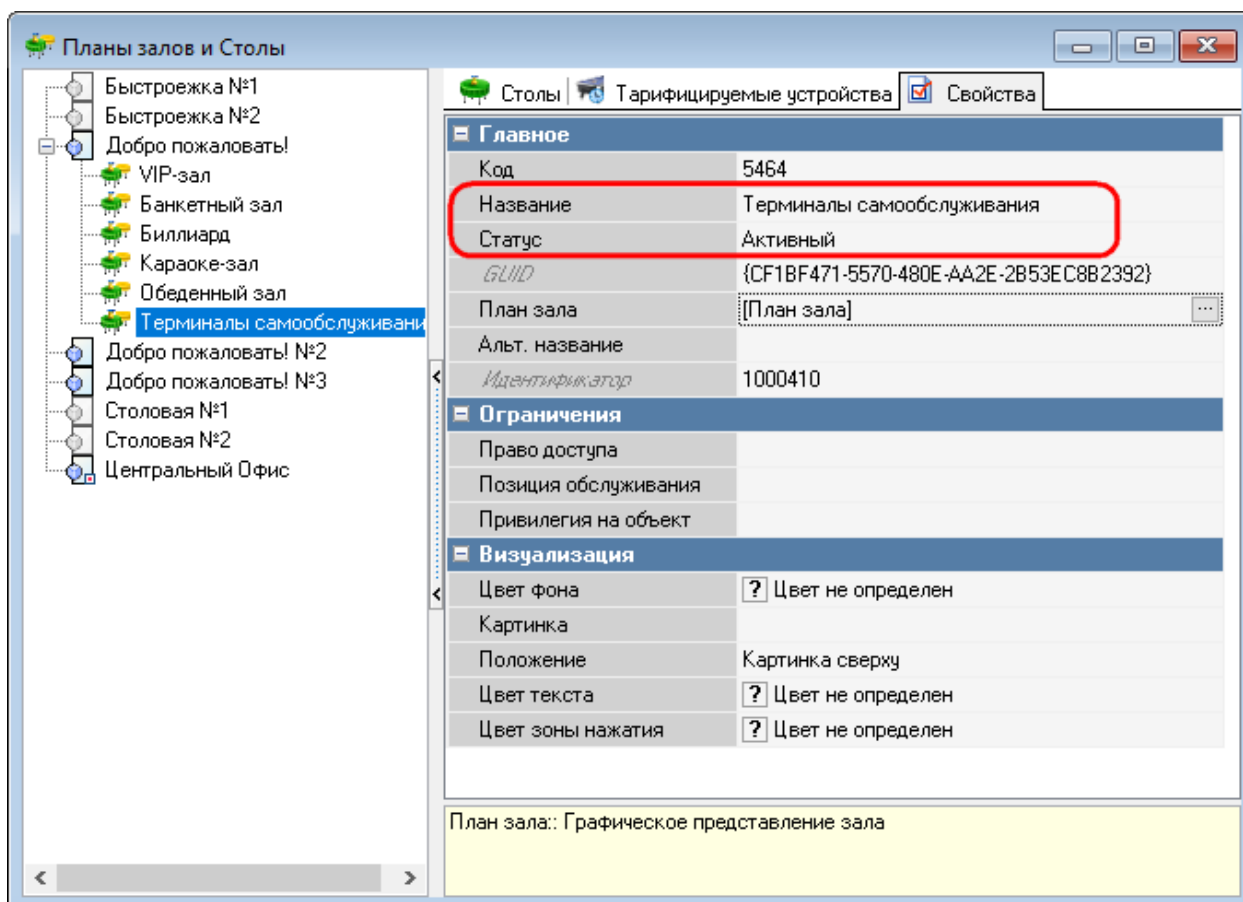 Планы залов и Столы
Быстроежка №1
Быстроежка №2
Добро пожаловать!
VIP-зал
Банкетный зал
Биллиард
Караоке-зал
Обеденный зал
Терминалы самообслуживани
Добро пожаловать! №2
Добро пожаловать! №3
Столовая №1
Столовая №2
Центральный Офис
Столы Тарифицируемые устройства Свойства
Главное
Код 5464
Название Терминалы самообслуживания
Статус Активный
GUID {CF1BF471-5570-480E-AA2E-2B53EC8B2392}
План зала [План зала] ...
Альт. название
Идентификатор 1000410
Ограничения
Право доступа
Позиция обслуживания
Привилегия на объект
Визуализация
Цвет фона ? Цвет не определен
Картинка
Положение Картинка сверху
Цвет текста ? Цвет не определен
Цвет зоны нажатия ? Цвет не определен
План зала:: Графическое представление зала